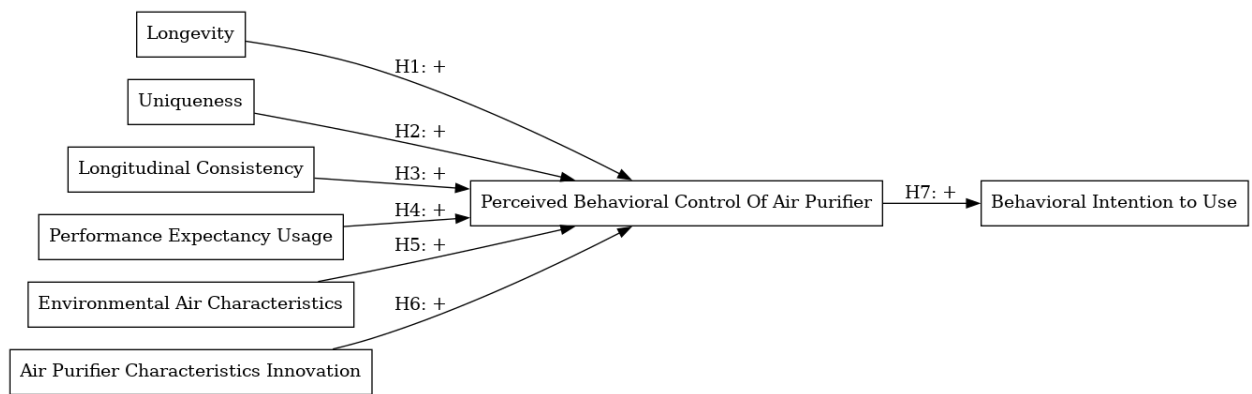 Longevity
H1: +
Uniqueness
H2: +
Longitudinal Consistency
H3: +
Perceived Behavioral Control Of Air Purifier
H7: +
Behavioral Intention to Use
H4: +
Performance Expectancy Usage
H5: +
Environmental Air Characteristics
H6: +
Air Purifier Characteristics Innovation